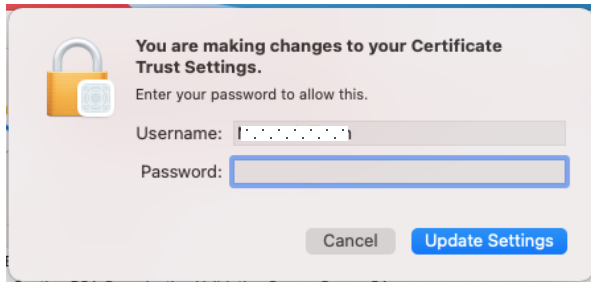 You are making changes to your Certificate
Trust Settings.
Enter your password to allow this.
Username:
Password:
Cancel
Update Settings